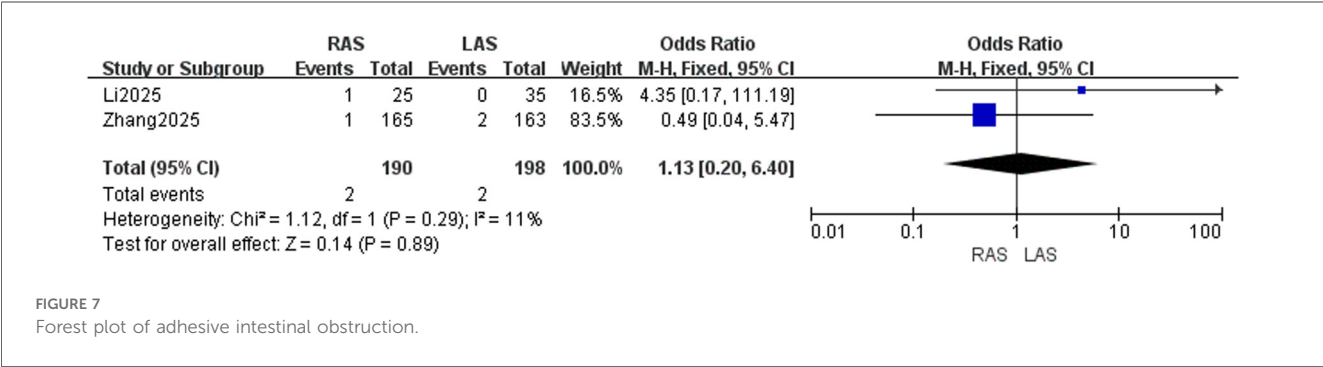 RAS LAS Odds Ratio Odds Ratio
Study or Subgroup Events Total Events Total Weight M-H, Fixed, 95% CI M-H, Fixed, 95% CI
Li2025 1 25 0 35 16.5% 4.35 [0.17, 111.19]
Zhang2025 1 165 2 163 83.5% 0.49 [0.04, 5.47]
Total (95% CI) 190 198 100.0% 1.13 [0.20, 6.40]
Total events 2 2
Heterogeneity: Chi² = 1.12, df = 1 (P = 0.29); I² = 11%
Test for overall effect: Z = 0.14 (P = 0.89)
0.01 0.1 1 10 100
RAS LAS
FIGURE 7
Forest plot of adhesive intestinal obstruction.